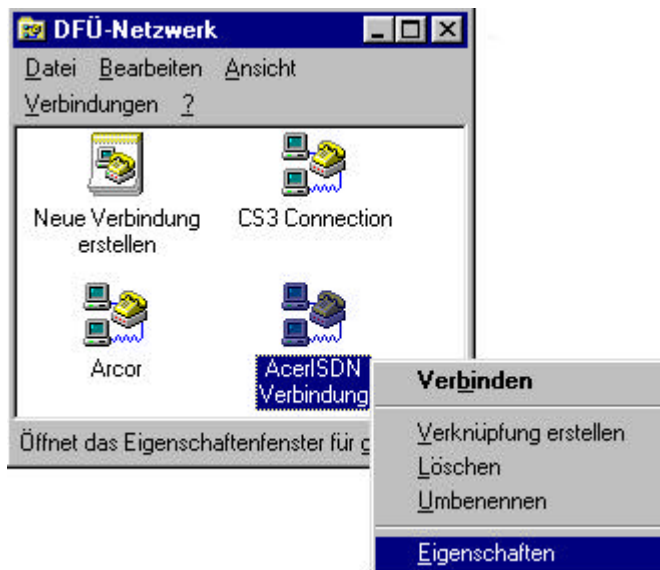 DFÜ-Netzwerk
Datei Bearbeiten Ansicht
Verbindungen ?
Neue Verbindung
erstellen
CS3 Connection
Arcor
AcerISDN
Verbindung
Öffnet das Eigenschaftenfenster für g
Verbinden
Verknüpfung erstellen
Löschen
Umbenennen
Eigenschaften